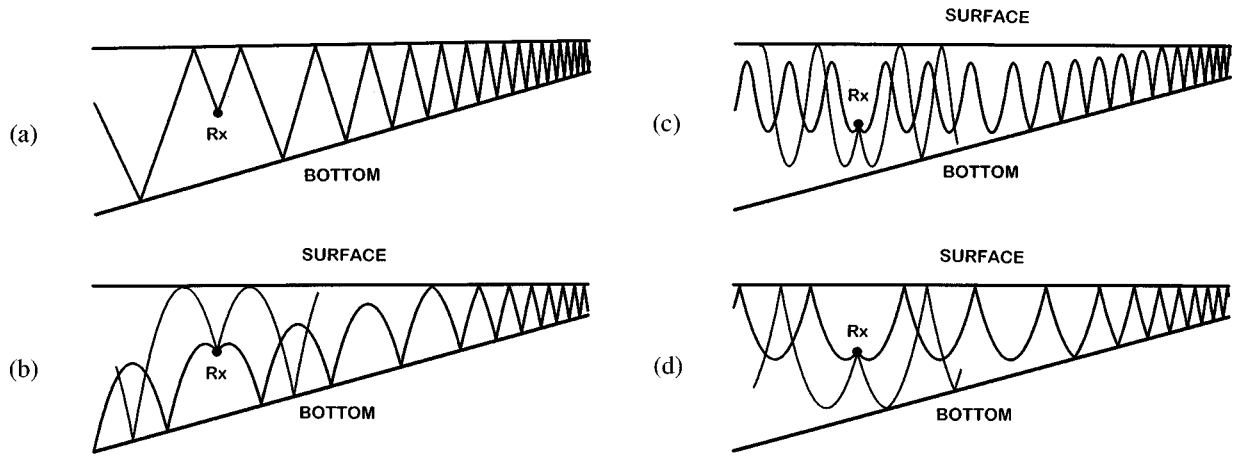 (a)
Rx
BOTTOM
SURFACE
(b)
Rx
BOTTOM
SURFACE
(c)
Rx
BOTTOM
SURFACE
(d)
Rx
BOTTOM